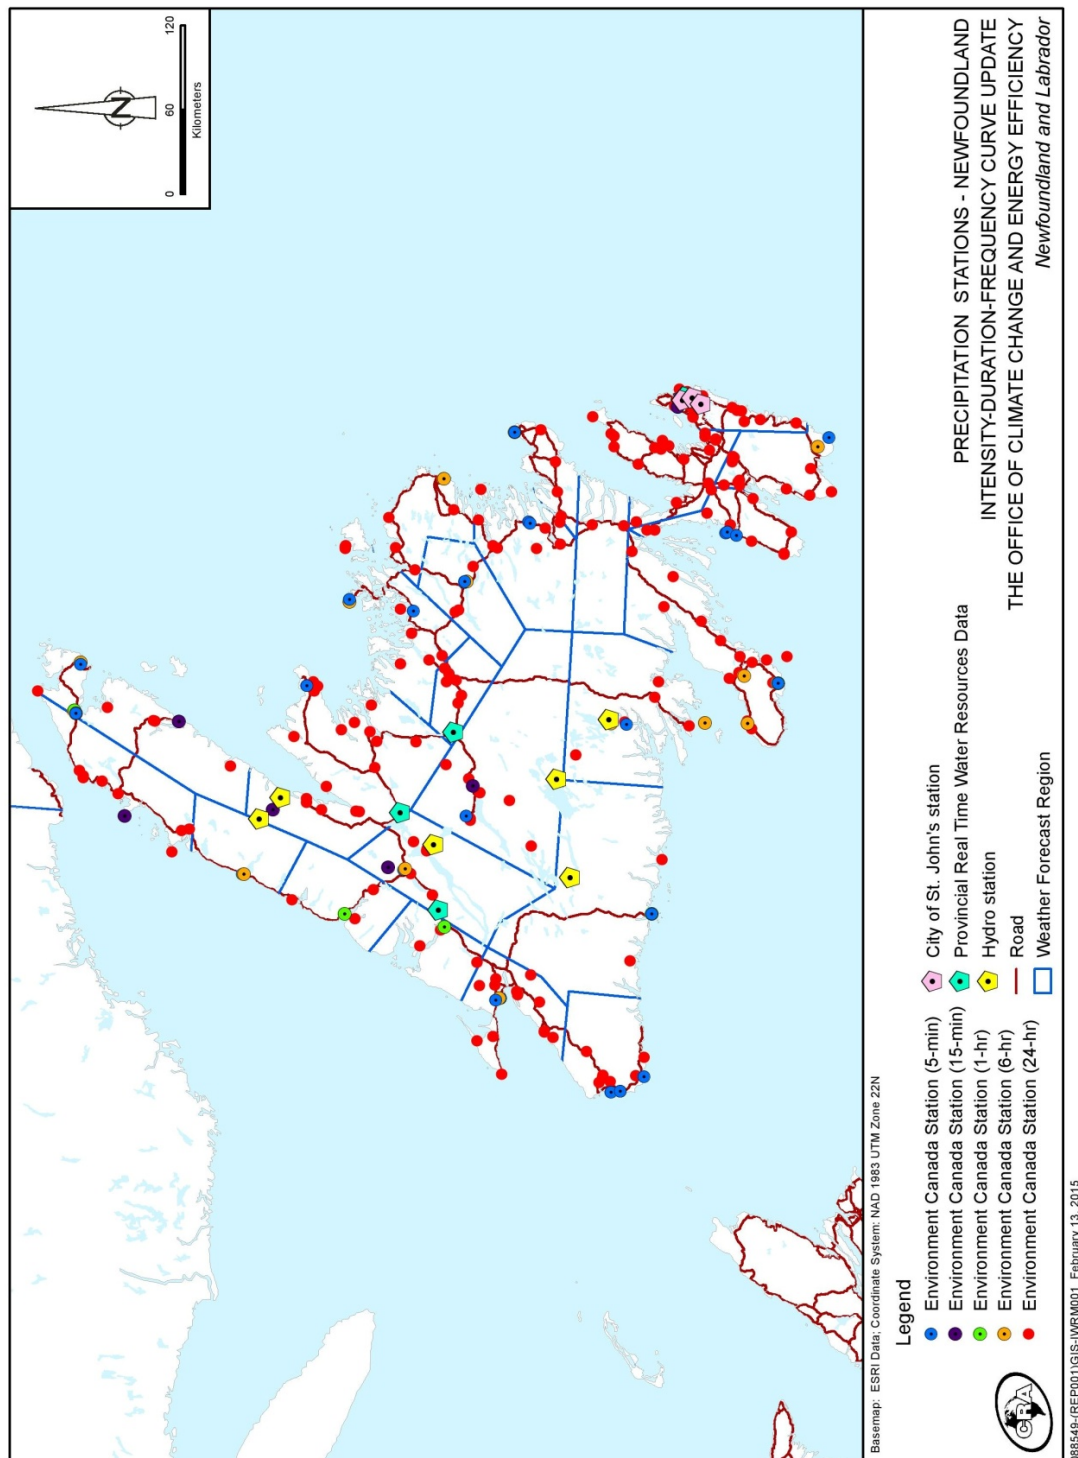 N
0 60 120
Kilometers
Basemap: ESRI Data; Coordinate System: NAD 1983 UTM Zone 22N
Legend
Environment Canada Station (5-min)
Environment Canada Station (15-min)
Environment Canada Station (1-hr)
Environment Canada Station (6-hr)
Environment Canada Station (24-hr)
City of St. John's station
Provincial Real Time Water Resources Data
Hydro station
Road
Weather Forecast Region
PRECIPITATION STATIONS - NEWFOUNDLAND
INTENSITY-DURATION-FREQUENCY CURVE UPDATE
THE OFFICE OF CLIMATE CHANGE AND ENERGY EFFICIENCY
Newfoundland and Labrador
CRA
088549-(REP001)GIS-IWRM001 February 13, 2015